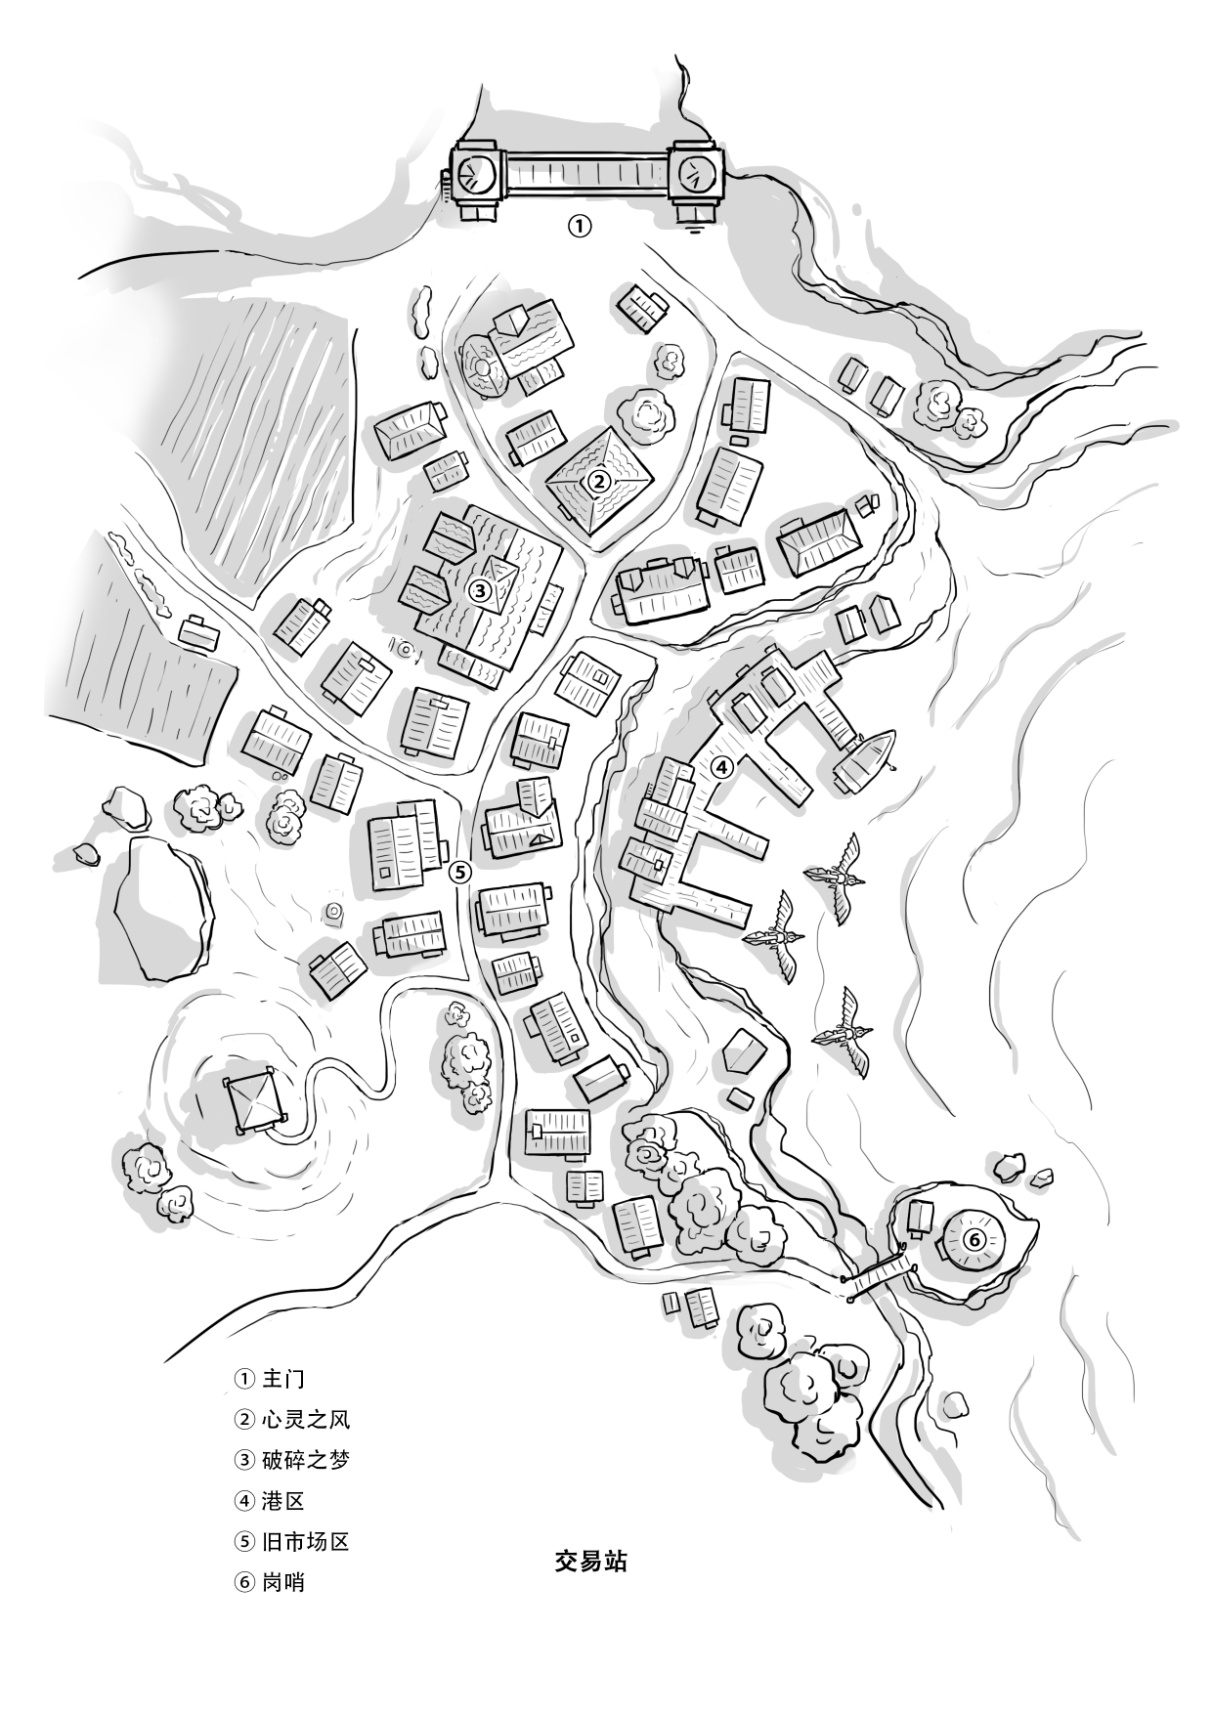 ①
②
③
④
⑤
⑥
① 主门
② 心灵之风
③ 破碎之梦
④ 港区
⑤ 旧市场区
⑥ 岗哨
交易站